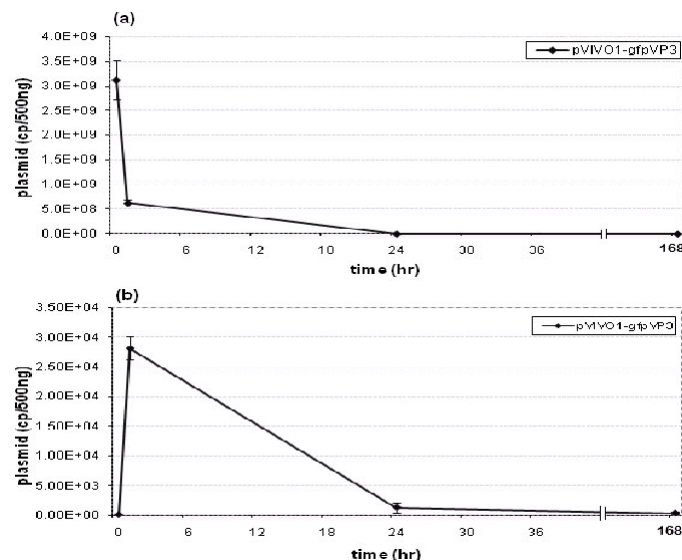 (a)
4.0E+09
3.5E+09
3.0E+09
2.5E+09
2.0E+09
1.5E+09
1.0E+09
5.0E+08
0.0E+00
plasmid (cp/500ng)
pVIVO1-gfpVP3
0 6 12 18 24 30 36 168
time (hr)
(b)
3.50E+04
3.00E+04
2.50E+04
2.00E+04
1.50E+04
1.00E+04
5.00E+03
0.00E+00
plasmid (cp/500ng)
pVIVO1-gfpVP3
0 6 12 18 24 30 36 168
time (hr)